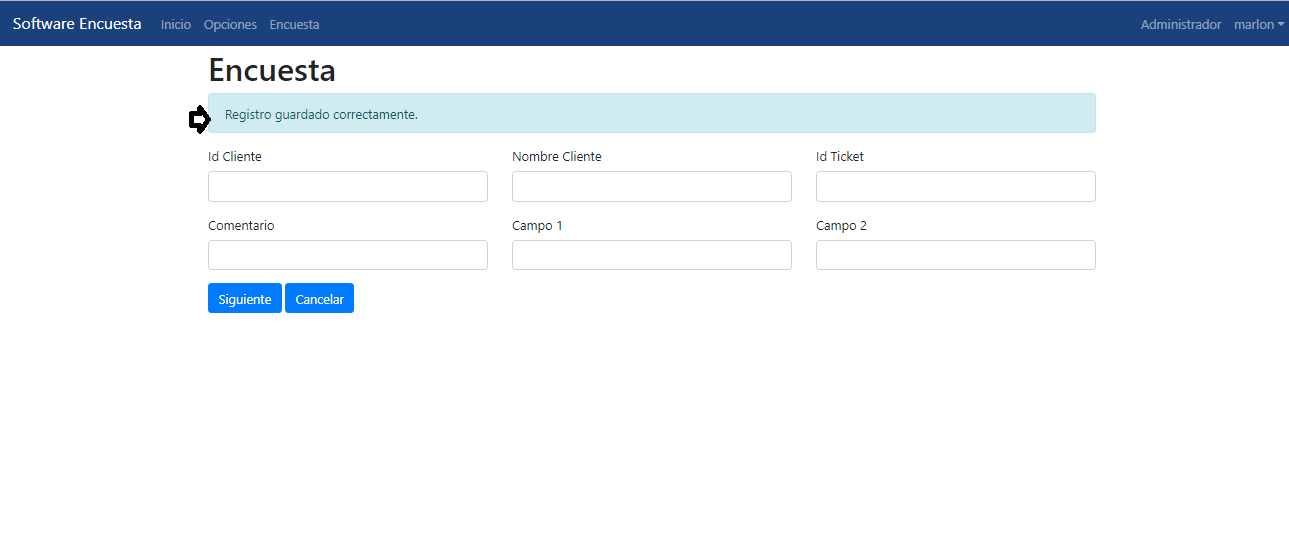 Software Encuesta Inicio Opciones Encuesta Administrador marlon
Encuesta
Registro guardado correctamente.
Id Cliente Nombre Cliente Id Ticket
Comentario Campo 1 Campo 2
Siguiente Cancelar